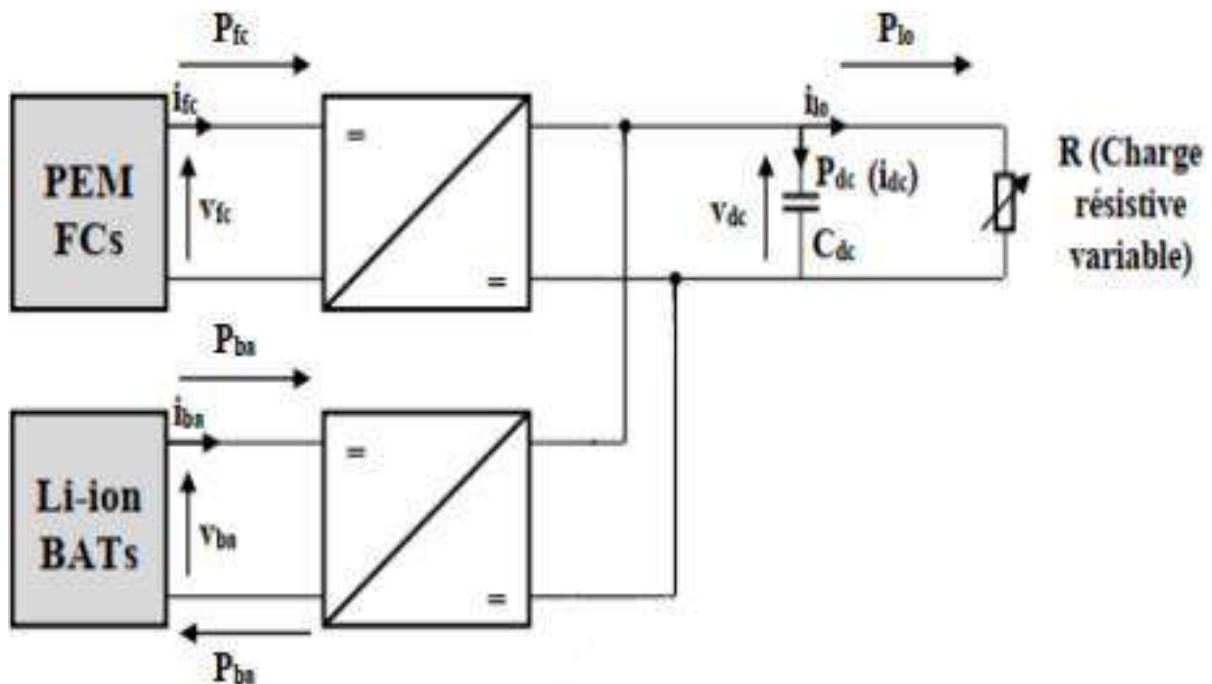 Pfc
ifc
PEM
FCs
vfc
=
=
Plo
ilo
Pdc (idc)
vdc
Cdc
R (Charge
résistive
variable)
Pba
iba
Li-ion
BATs
vba
=
=
Pba